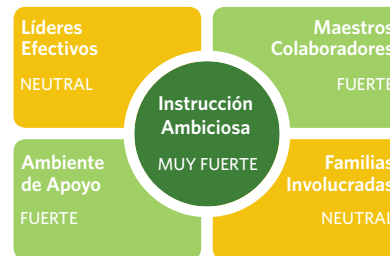 Líderes
Efectivos
NEUTRAL
Maestros
Colaboradores
FUERTE
Instrucción
Ambiciosa
MUY FUERTE
Ambiente
de Apoyo
FUERTE
Familias
Involucradas
NEUTRAL